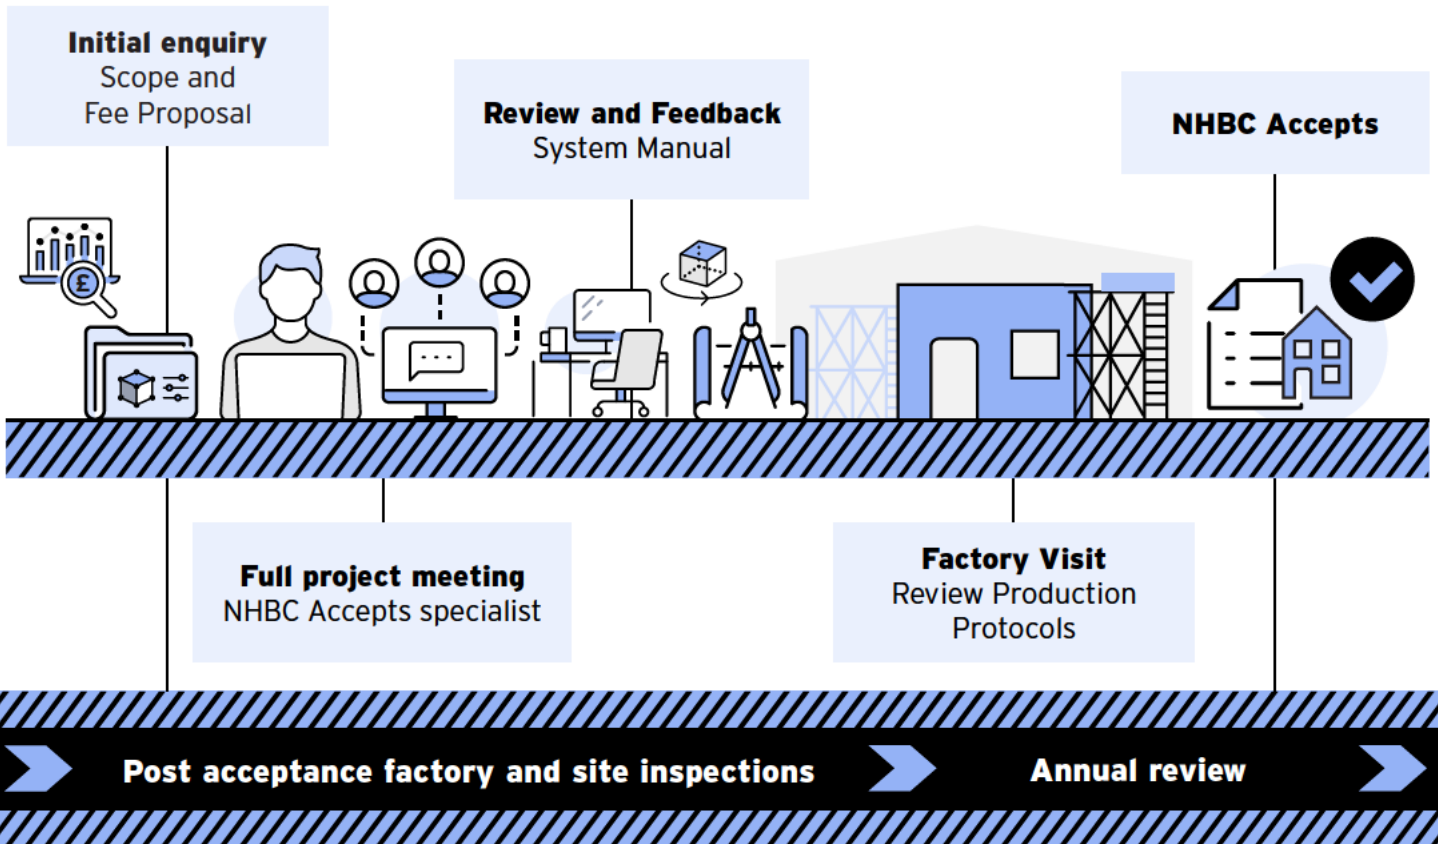 Initial enquiry
Scope and
Fee Proposal
Review and Feedback
System Manual
NHBC Accepts
£
Full project meeting
NHBC Accepts specialist
Factory Visit
Review Production
Protocols
Post acceptance factory and site inspections
Annual review